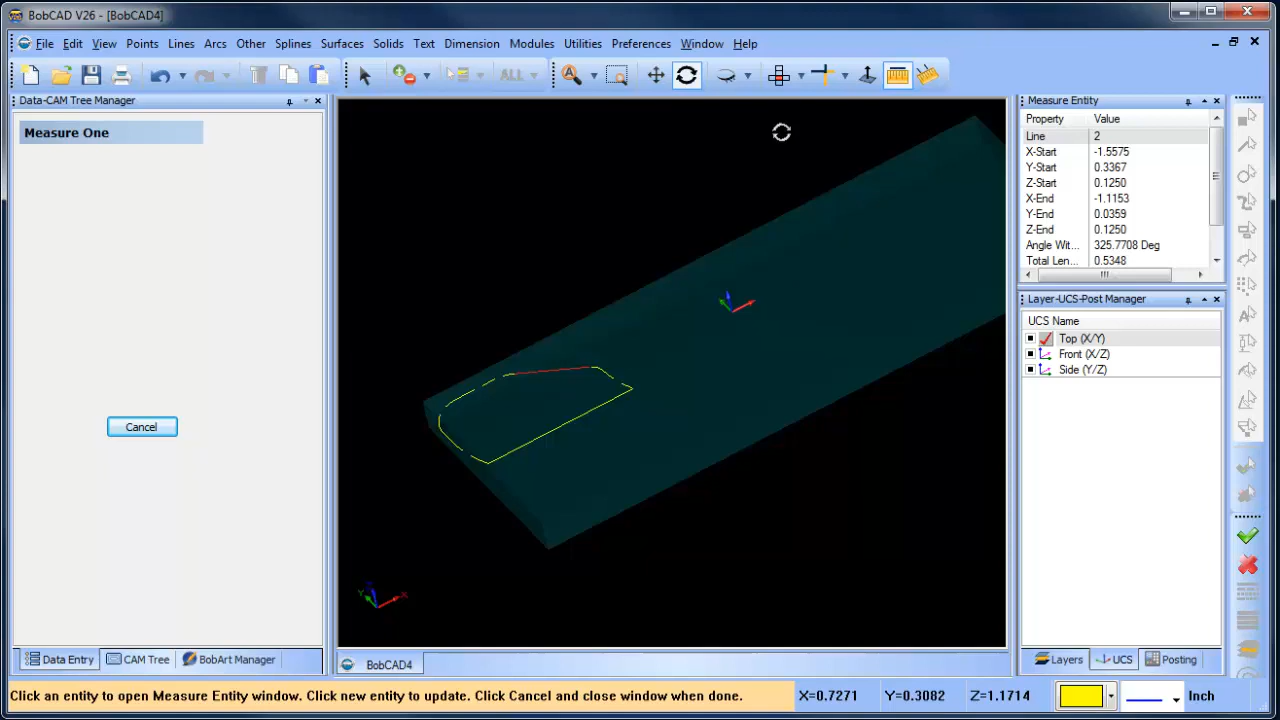 BobCAD V26 - [BobCAD4]
File Edit View Points Lines Arcs Other Splines Surfaces Solids Text Dimension Modules Utilities Preferences Window Help
ALL
Data-CAM Tree Manager
Measure One
Cancel
Data Entry CAM Tree BobArt Manager
X
Y
BobCAD4
Measure Entity
Property Value
Line 2
X-Start -1.5575
Y-Start 0.3367
Z-Start 0.1250
X-End -1.1153
Y-End 0.0359
Z-End 0.1250
Angle Wit... 325.7708 Deg
Total Len... 0.5348
Layer-UCS-Post Manager
UCS Name
Top (X/Y)
Front (X/Z)
Side (Y/Z)
Layers UCS Posting
Click an entity to open Measure Entity window. Click new entity to update. Click Cancel and close window when done. X=0.7271 Y=0.3082 Z=1.1714 Inch